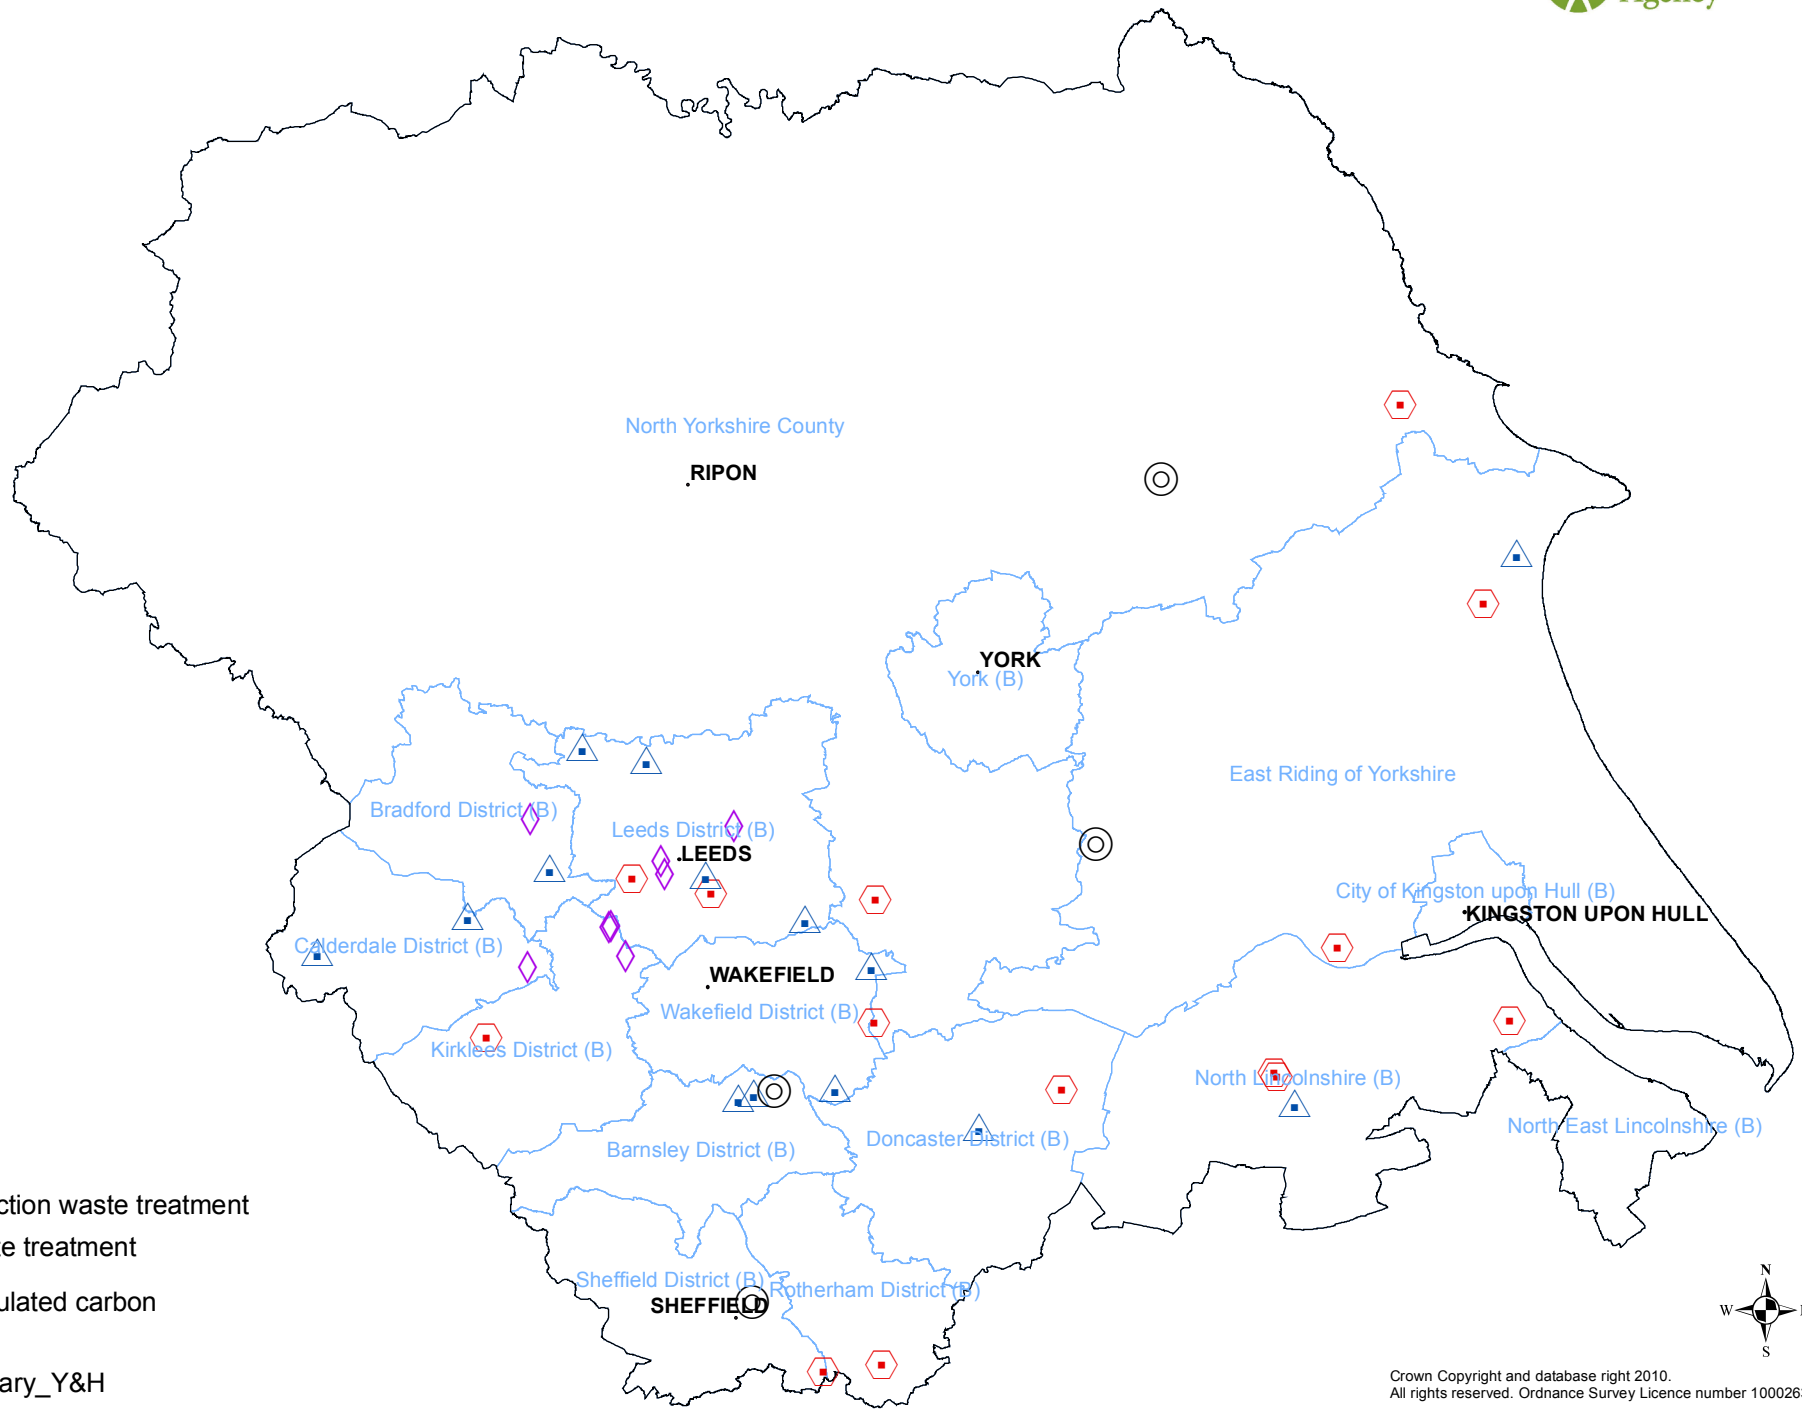 Agency
North Yorkshire County
RIPON
YORK
York (B)
East Riding of Yorkshire
Bradford District (B)
Leeds District (B)
LEEDS
City of Kingston upon Hull (B)
KINGSTON UPON HULL
Calderdale District (B)
WAKEFIELD
Wakefield District (B)
Kirklees District (B)
North Lincolnshire (B)
North East Lincolnshire (B)
Doncaster District (B)
Barnsley District (B)
ction waste treatment
te treatment
Sheffield District (B)
Rotherham District (B)
SHEFFIELD
ulated carbon
ary_Y&H
N
W
S
Crown Copyright and database right 2010.
All rights reserved. Ordnance Survey Licence number 100026